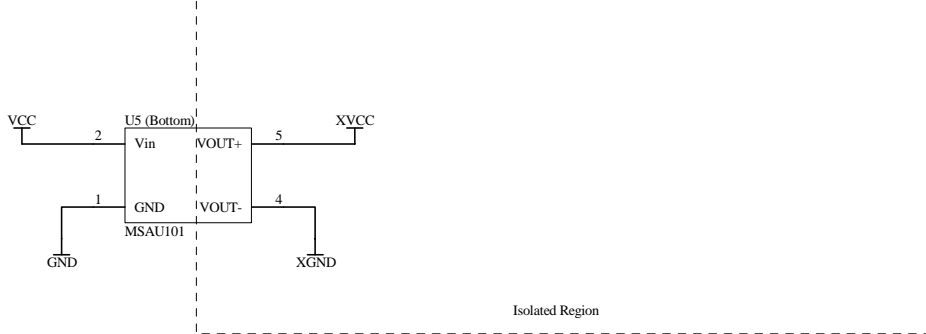 U5 (Bottom)
VCC
XVCC
2
Vin
VOUT+
5
1
GND
VOUT-
4
MSAU101
GND
XGND
Isolated Region